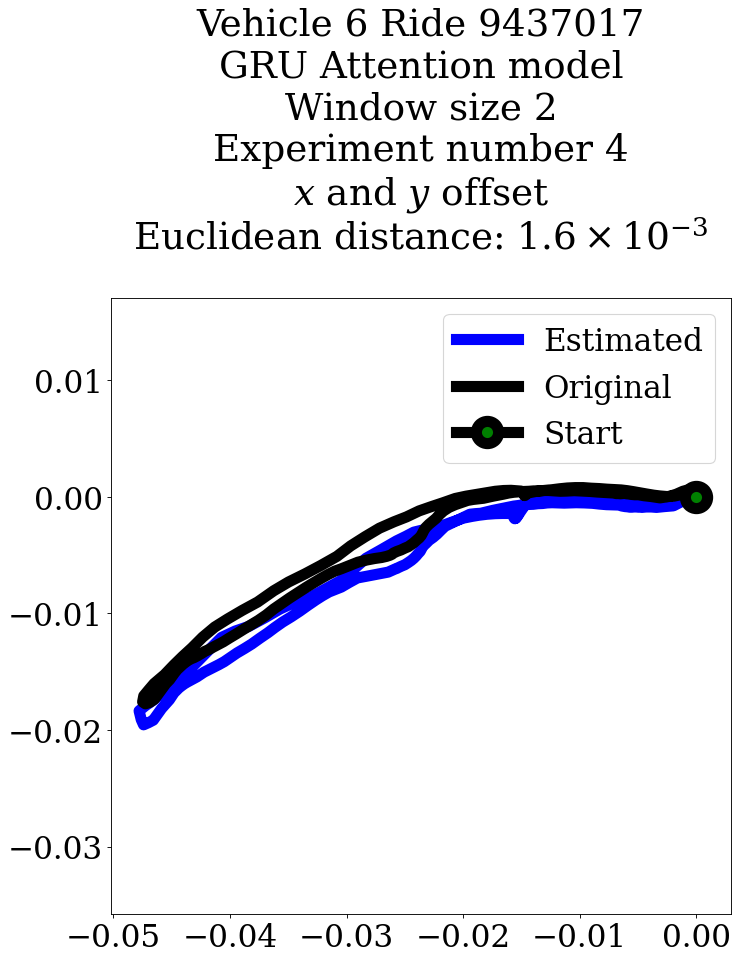 Vehicle 6 Ride 9437017
GRU Attention model
Window size 2
Experiment number 4
x and y offset
Euclidean distance: 1.6 × 10⁻³
Estimated
Original
Start
0.01
0.00
−0.01
−0.02
−0.03
−0.05 −0.04 −0.03 −0.02 −0.01 0.00